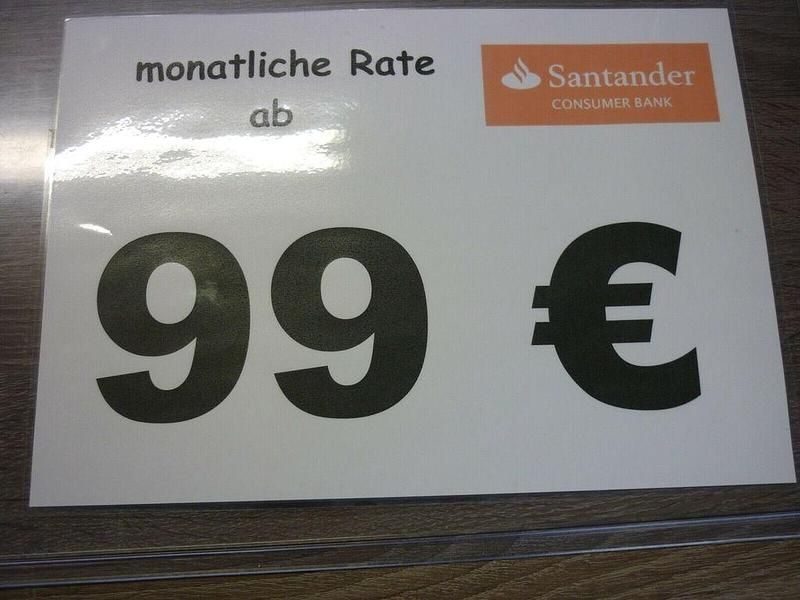 monatliche Rate
ab
Santander
CONSUMER BANK
99 €